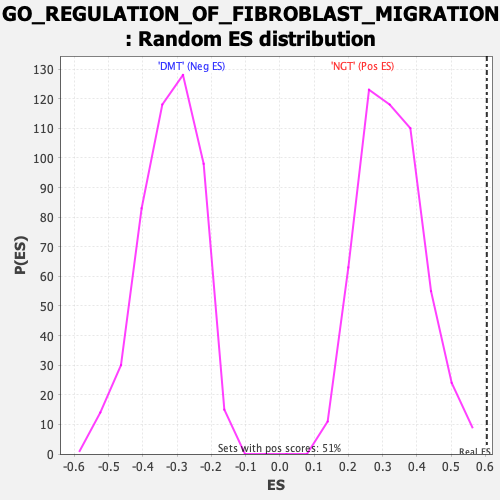 GO_REGULATION_OF_FIBROBLAST_MIGRATION
: Random ES distribution
'DMT' (Neg ES) 'NGT' (Pos ES)
130
120
110
100
90
80
70
60
50
40
30
20
10
0
P(ES)
Sets with pos scores: 51%
Real ES
-0.6 -0.5 -0.4 -0.3 -0.2 -0.1 0.0 0.1 0.2 0.3 0.4 0.5 0.6
ES